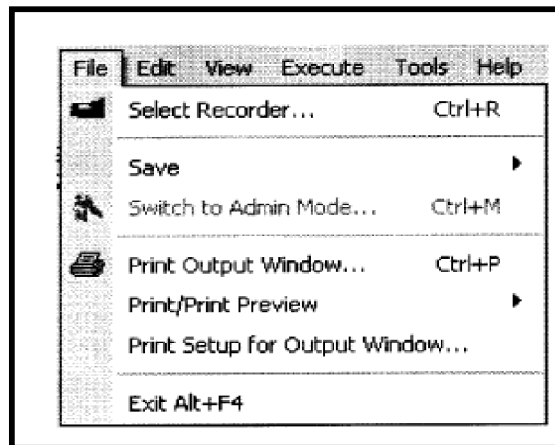 File Edit View Execute Tools Help
Select Recorder... Ctrl+R
Save
Switch to Admin Mode... Ctrl+M
Print Output Window... Ctrl+P
Print/Print Preview
Print Setup for Output Window...
Exit Alt+F4